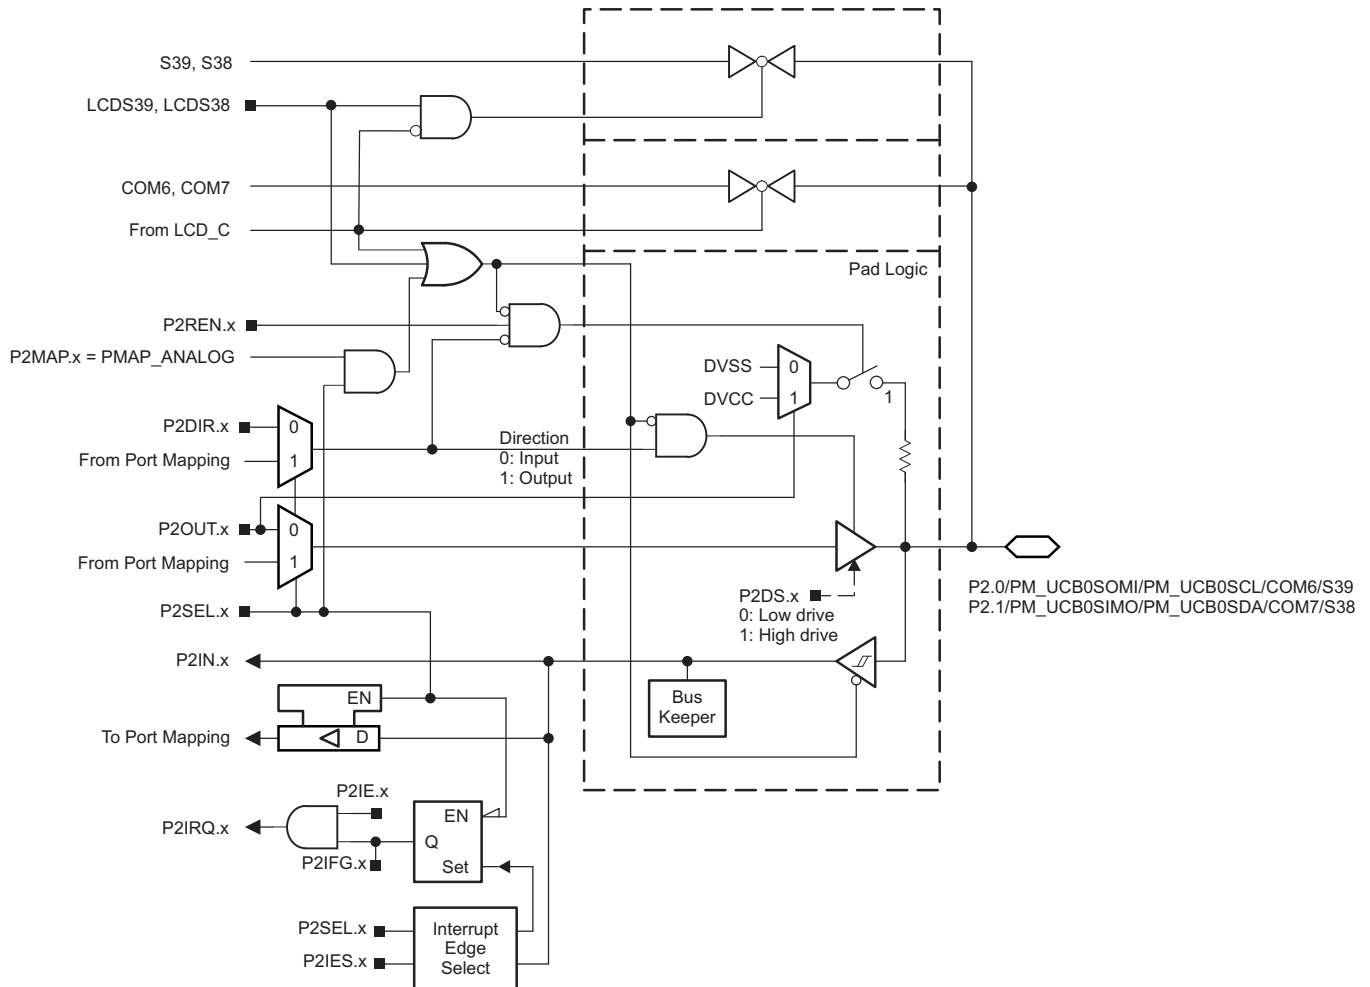 S39, S38
LCDS39, LCDS38
COM6, COM7
From LCD_C
Pad Logic
P2REN.x
P2MAP.x = PMAP_ANALOG
DVSS
0
DVCC
1
1
P2DIR.x
0
From Port Mapping
1
Direction
0: Input
1: Output
P2OUT.x
0
From Port Mapping
1
P2SEL.x
P2DS.x
0: Low drive
1: High drive
P2.0/PM_UCB0SOMI/PM_UCB0SCL/COM6/S39
P2.1/PM_UCB0SIMO/PM_UCB0SDA/COM7/S38
P2IN.x
Bus
Keeper
EN
To Port Mapping
D
P2IE.x
P2IRQ.x
EN
Q
P2IFG.x
Set
P2SEL.x
P2IES.x
Interrupt
Edge
Select